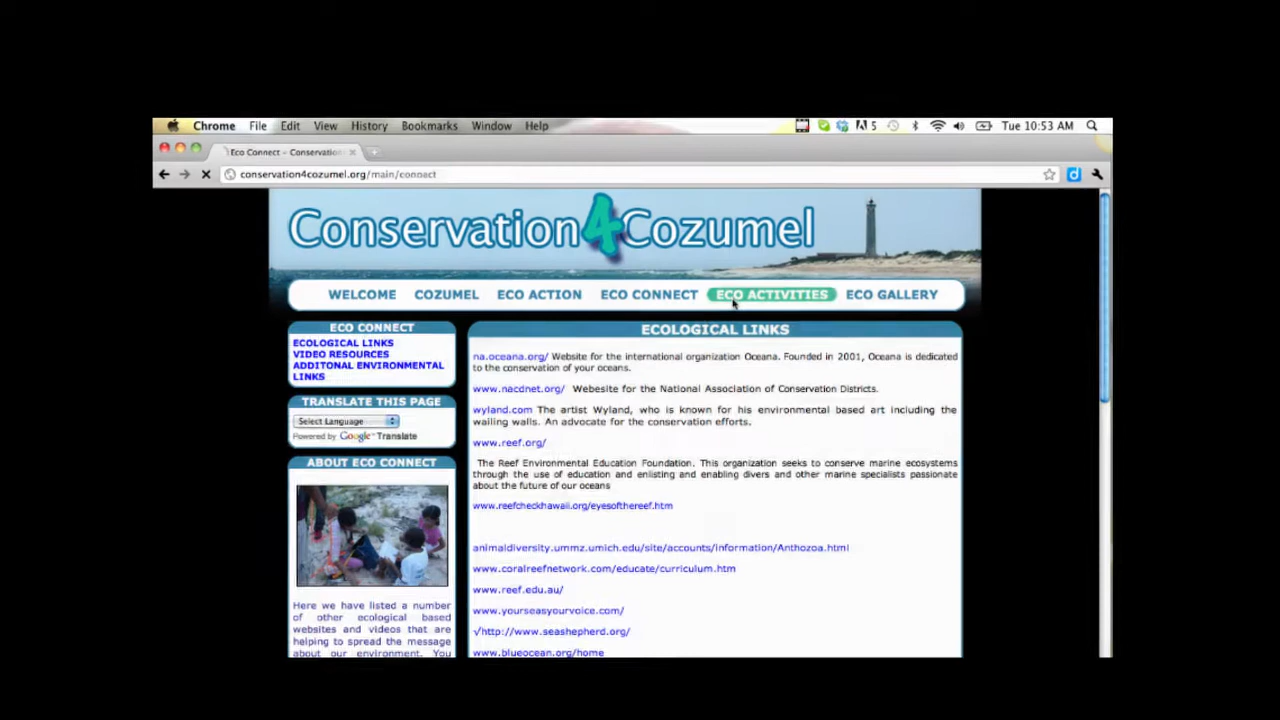 Chrome File Edit View History Bookmarks Window Help 5 Tue 10:53 AM
Eco Connect – Conservation
conservation4cozumel.org/main/connect
Conservation4Cozumel
WELCOME COZUMEL ECO ACTION ECO CONNECT ECO ACTIVITIES ECO GALLERY
ECO CONNECT
ECOLOGICAL LINKS
VIDEO RESOURCES
ADDITONAL ENVIRONMENTAL
LINKS
TRANSLATE THIS PAGE
Select Language
Powered by Google Translate
ABOUT ECO CONNECT
Here we have listed a number
of other ecological based
websites and videos that are
helping to spread the message
about our environment. You
ECOLOGICAL LINKS
na.oceana.org/ Website for the international organization Oceana. Founded in 2001, Oceana is dedicated
to the conservation of your oceans.
www.nacdnet.org/ Webesite for the National Association of Conservation Districts.
wyland.com The artist Wyland, who is known for his environmental based art including the
wailing walls. An advocate for the conservation efforts.
www.reef.org/
The Reef Environmental Education Foundation. This organization seeks to conserve marine ecosystems
through the use of education and enlisting and enabling divers and other marine specialists passionate
about the future of our oceans
www.reefcheckhawaii.org/eyesofthereef.htm
animaldiversity.ummz.umich.edu/site/accounts/information/Anthozoa.html
www.coralreefnetwork.com/educate/curriculum.htm
www.reef.edu.au/
www.yourseasyourvoice.com/
√http://www.seashepherd.org/
www.blueocean.org/home